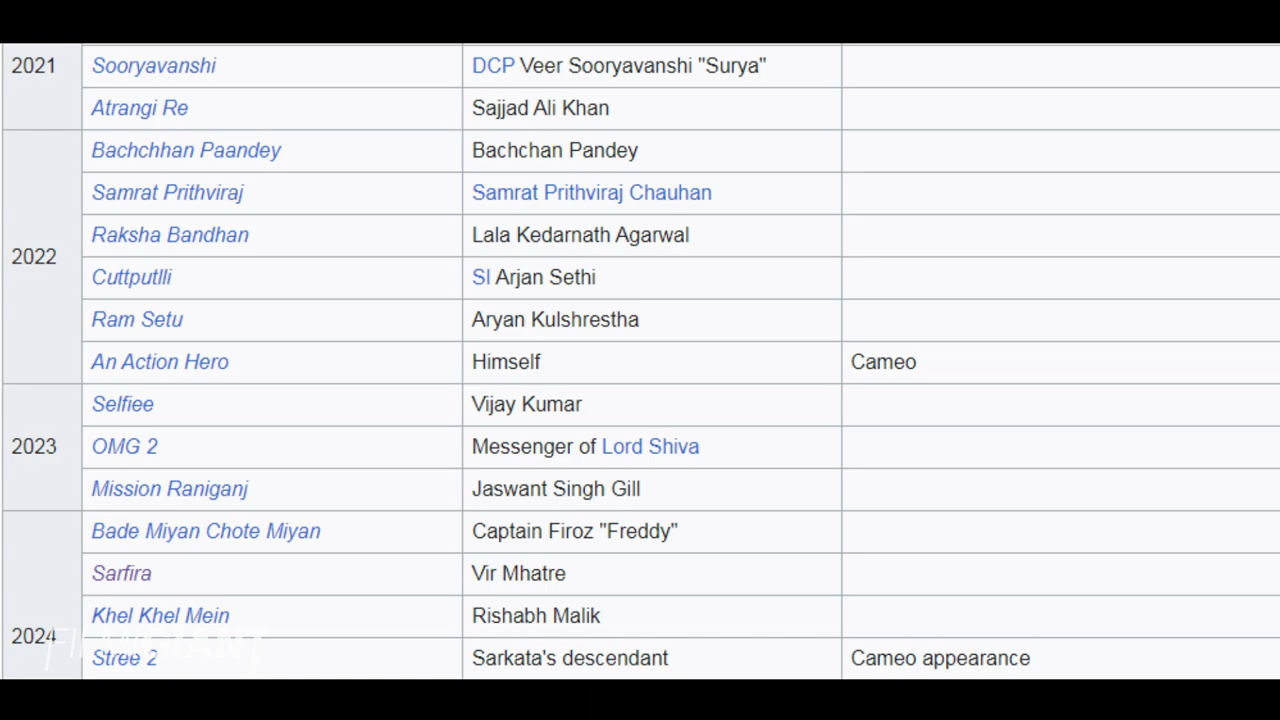 2021 Sooryavanshi DCP Veer Sooryavanshi "Surya"
Atrangi Re Sajjad Ali Khan
2022
Bachchhan Paandey Bachchan Pandey
Samrat Prithviraj Samrat Prithviraj Chauhan
Raksha Bandhan Lala Kedarnath Agarwal
Cuttputlli SI Arjan Sethi
Ram Setu Aryan Kulshrestha
An Action Hero Himself Cameo
2023
Selfiee Vijay Kumar
OMG 2 Messenger of Lord Shiva
Mission Raniganj Jaswant Singh Gill
2024
Bade Miyan Chote Miyan Captain Firoz "Freddy"
Sarfira Vir Mhatre
Khel Khel Mein Rishabh Malik
Stree 2 Sarkata's descendant Cameo appearance